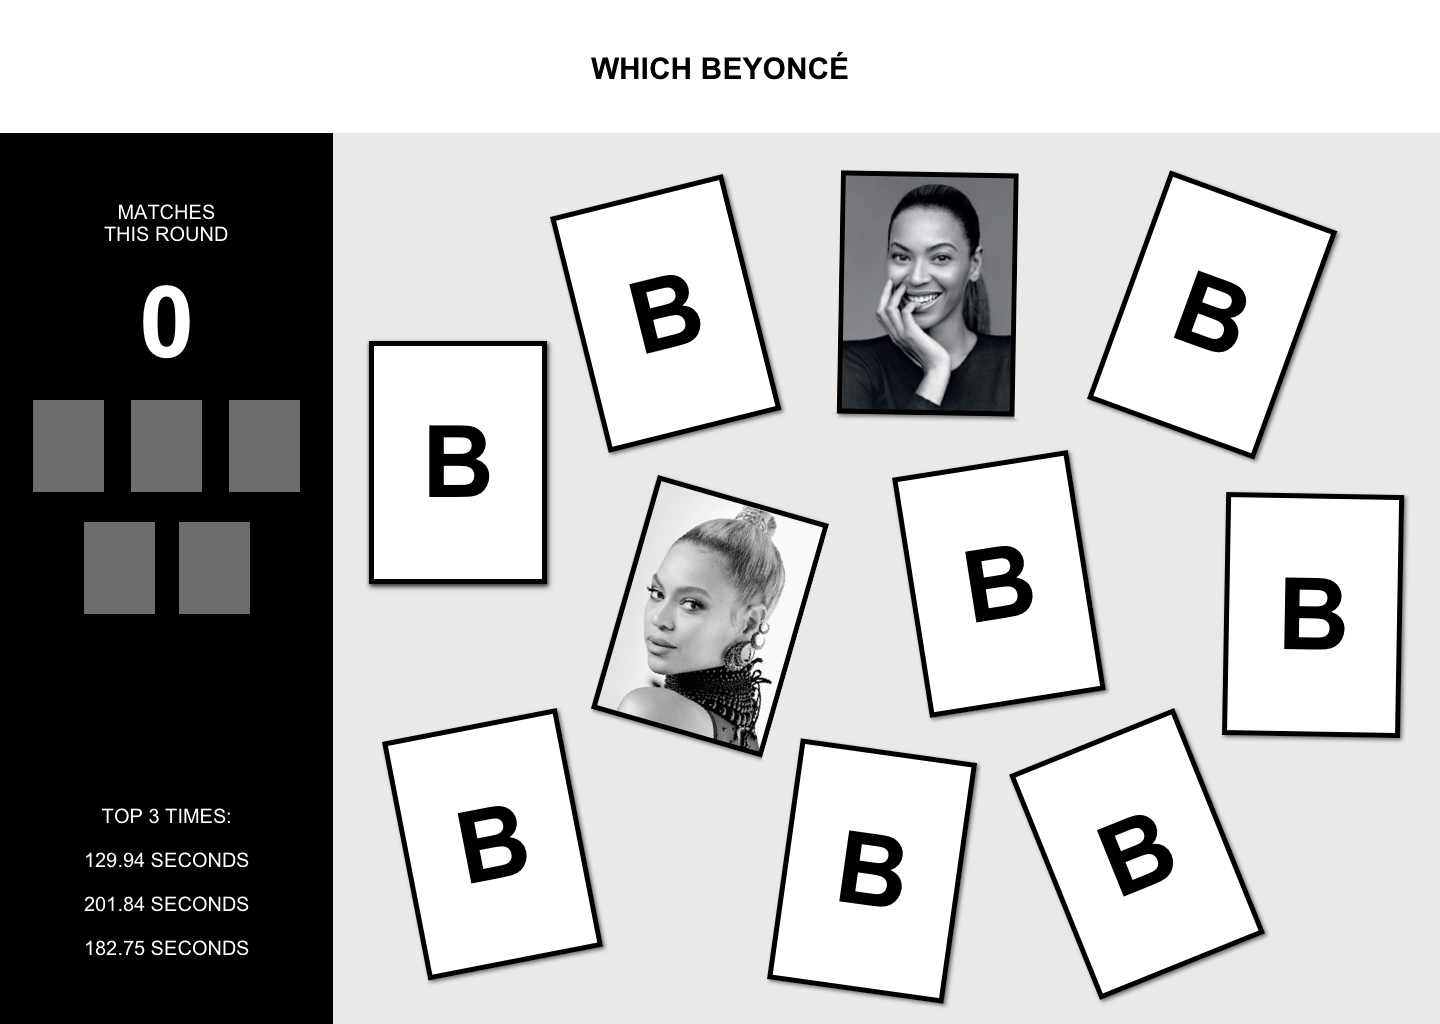 WHICH BEYONCÉ
MATCHES
THIS ROUND
0
TOP 3 TIMES:
129.94 SECONDS
201.84 SECONDS
182.75 SECONDS
B
B
B
B
B
B
B
B